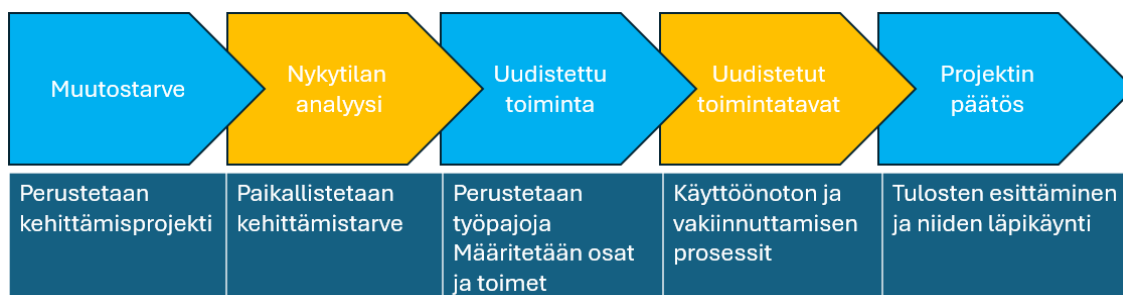 Muutostarve
Nykytilan
analyysi
Uudistettu
toiminta
Uudistetut
toimintatavat
Projektin
päätös
Perustetaan
kehittämisprojekti
Paikallistetaan
kehittämistarve
Perustetaan
työpajoja
Määritetään osat
ja toimet
Käyttöönoton ja
vakiinnuttamisen
prosessit
Tulosten esittäminen
ja niiden läpikäynti